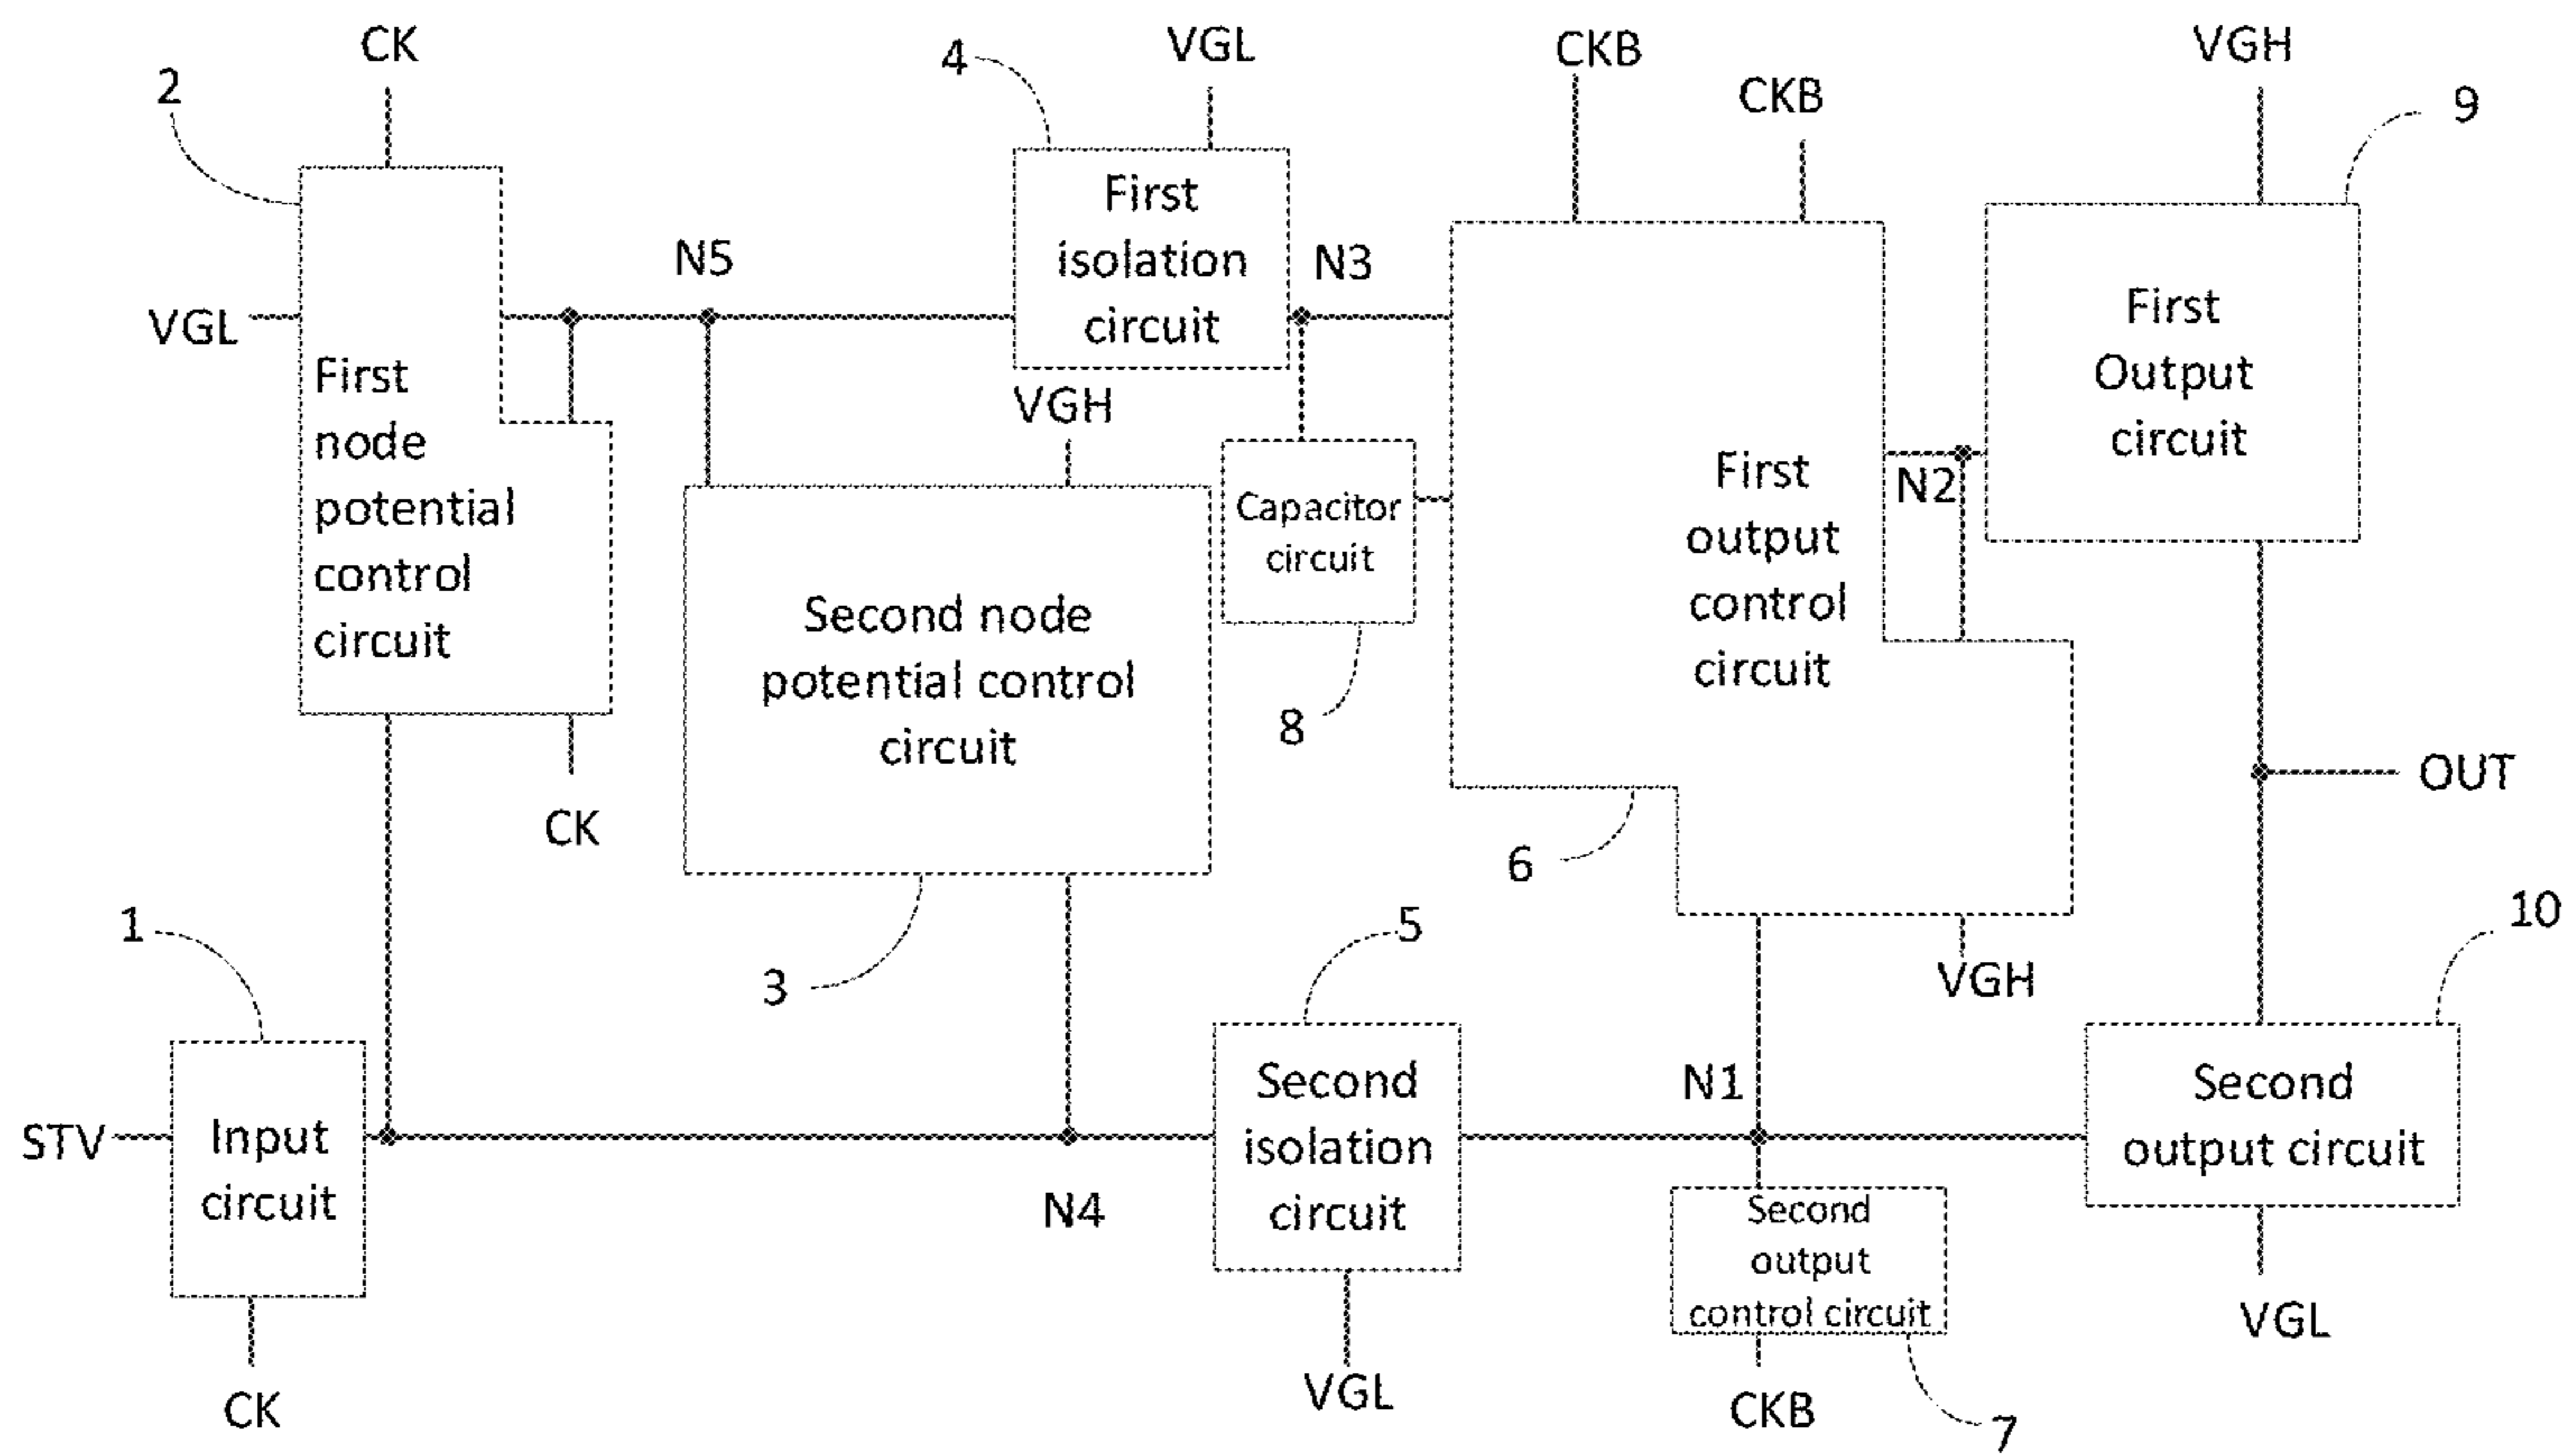 CK
4
VGL
CKB
VGH
2
CKB
9
First
isolation
circuit
N5
N3
VGL
First
Output
circuit
First
node
potential
control
circuit
VGH
N2
Capacitor
circuit
First
output
control
circuit
Second node
potential control
circuit
8
OUT
CK
6
1
3
5
10
VGH
Second
isolation
circuit
N1
Second
output circuit
STV
Input
circuit
N4
Second
output
control circuit
VGL
CK
VGL
CKB
7